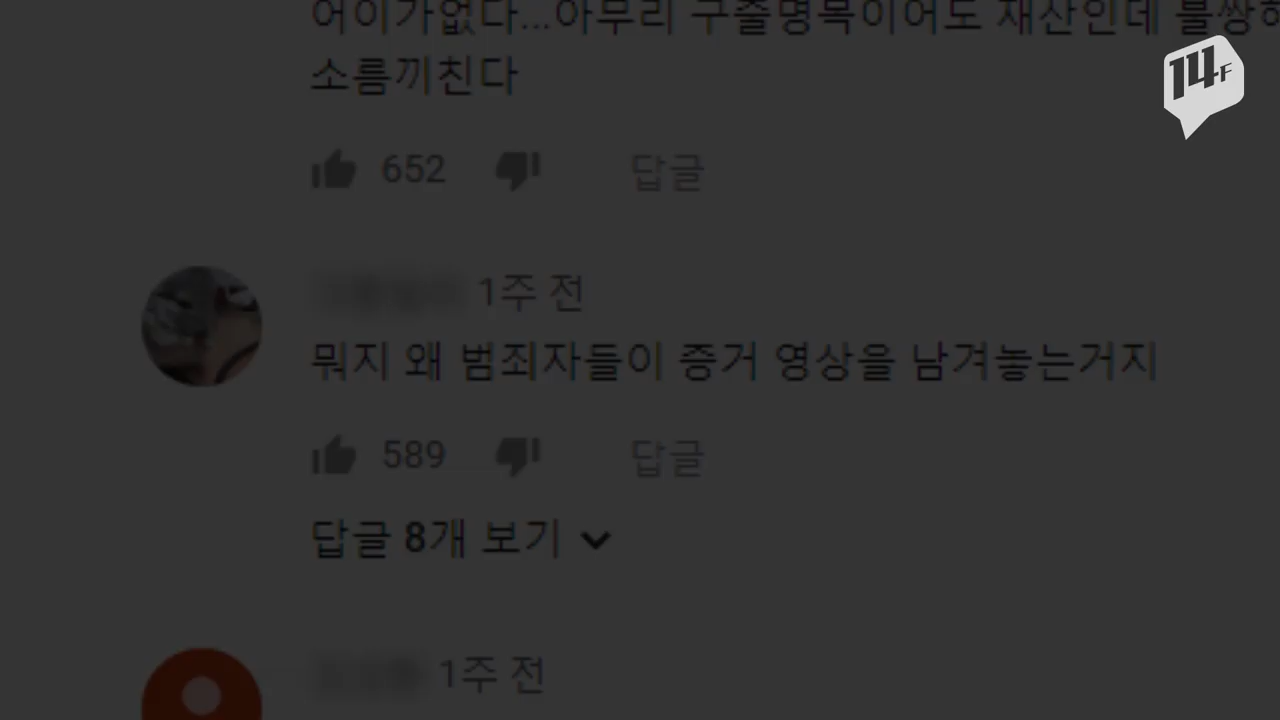 어이가없다...아무리 구출명목이어도 재산인데 불쌍해
소름끼친다
14F
652 답글
1주 전
뭐지 왜 범죄자들이 증거 영상을 남겨놓는거지
589 답글
답글 8개 보기
1주 전